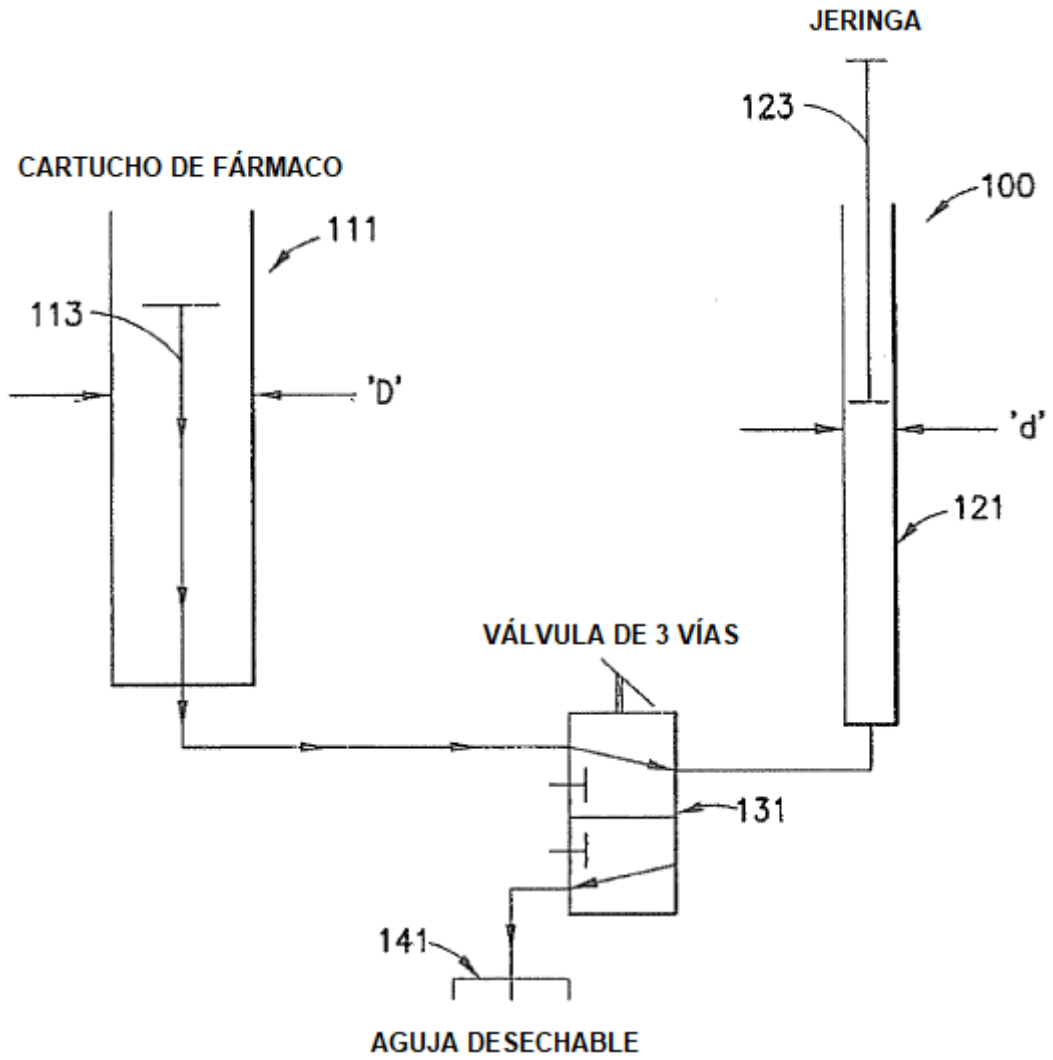 JERINGA
123
CARTUCHO DE FÁRMACO
100
111
113
'D'
'd'
121
VÁLVULA DE 3 VÍAS
131
141
AGUJA DESECHABLE